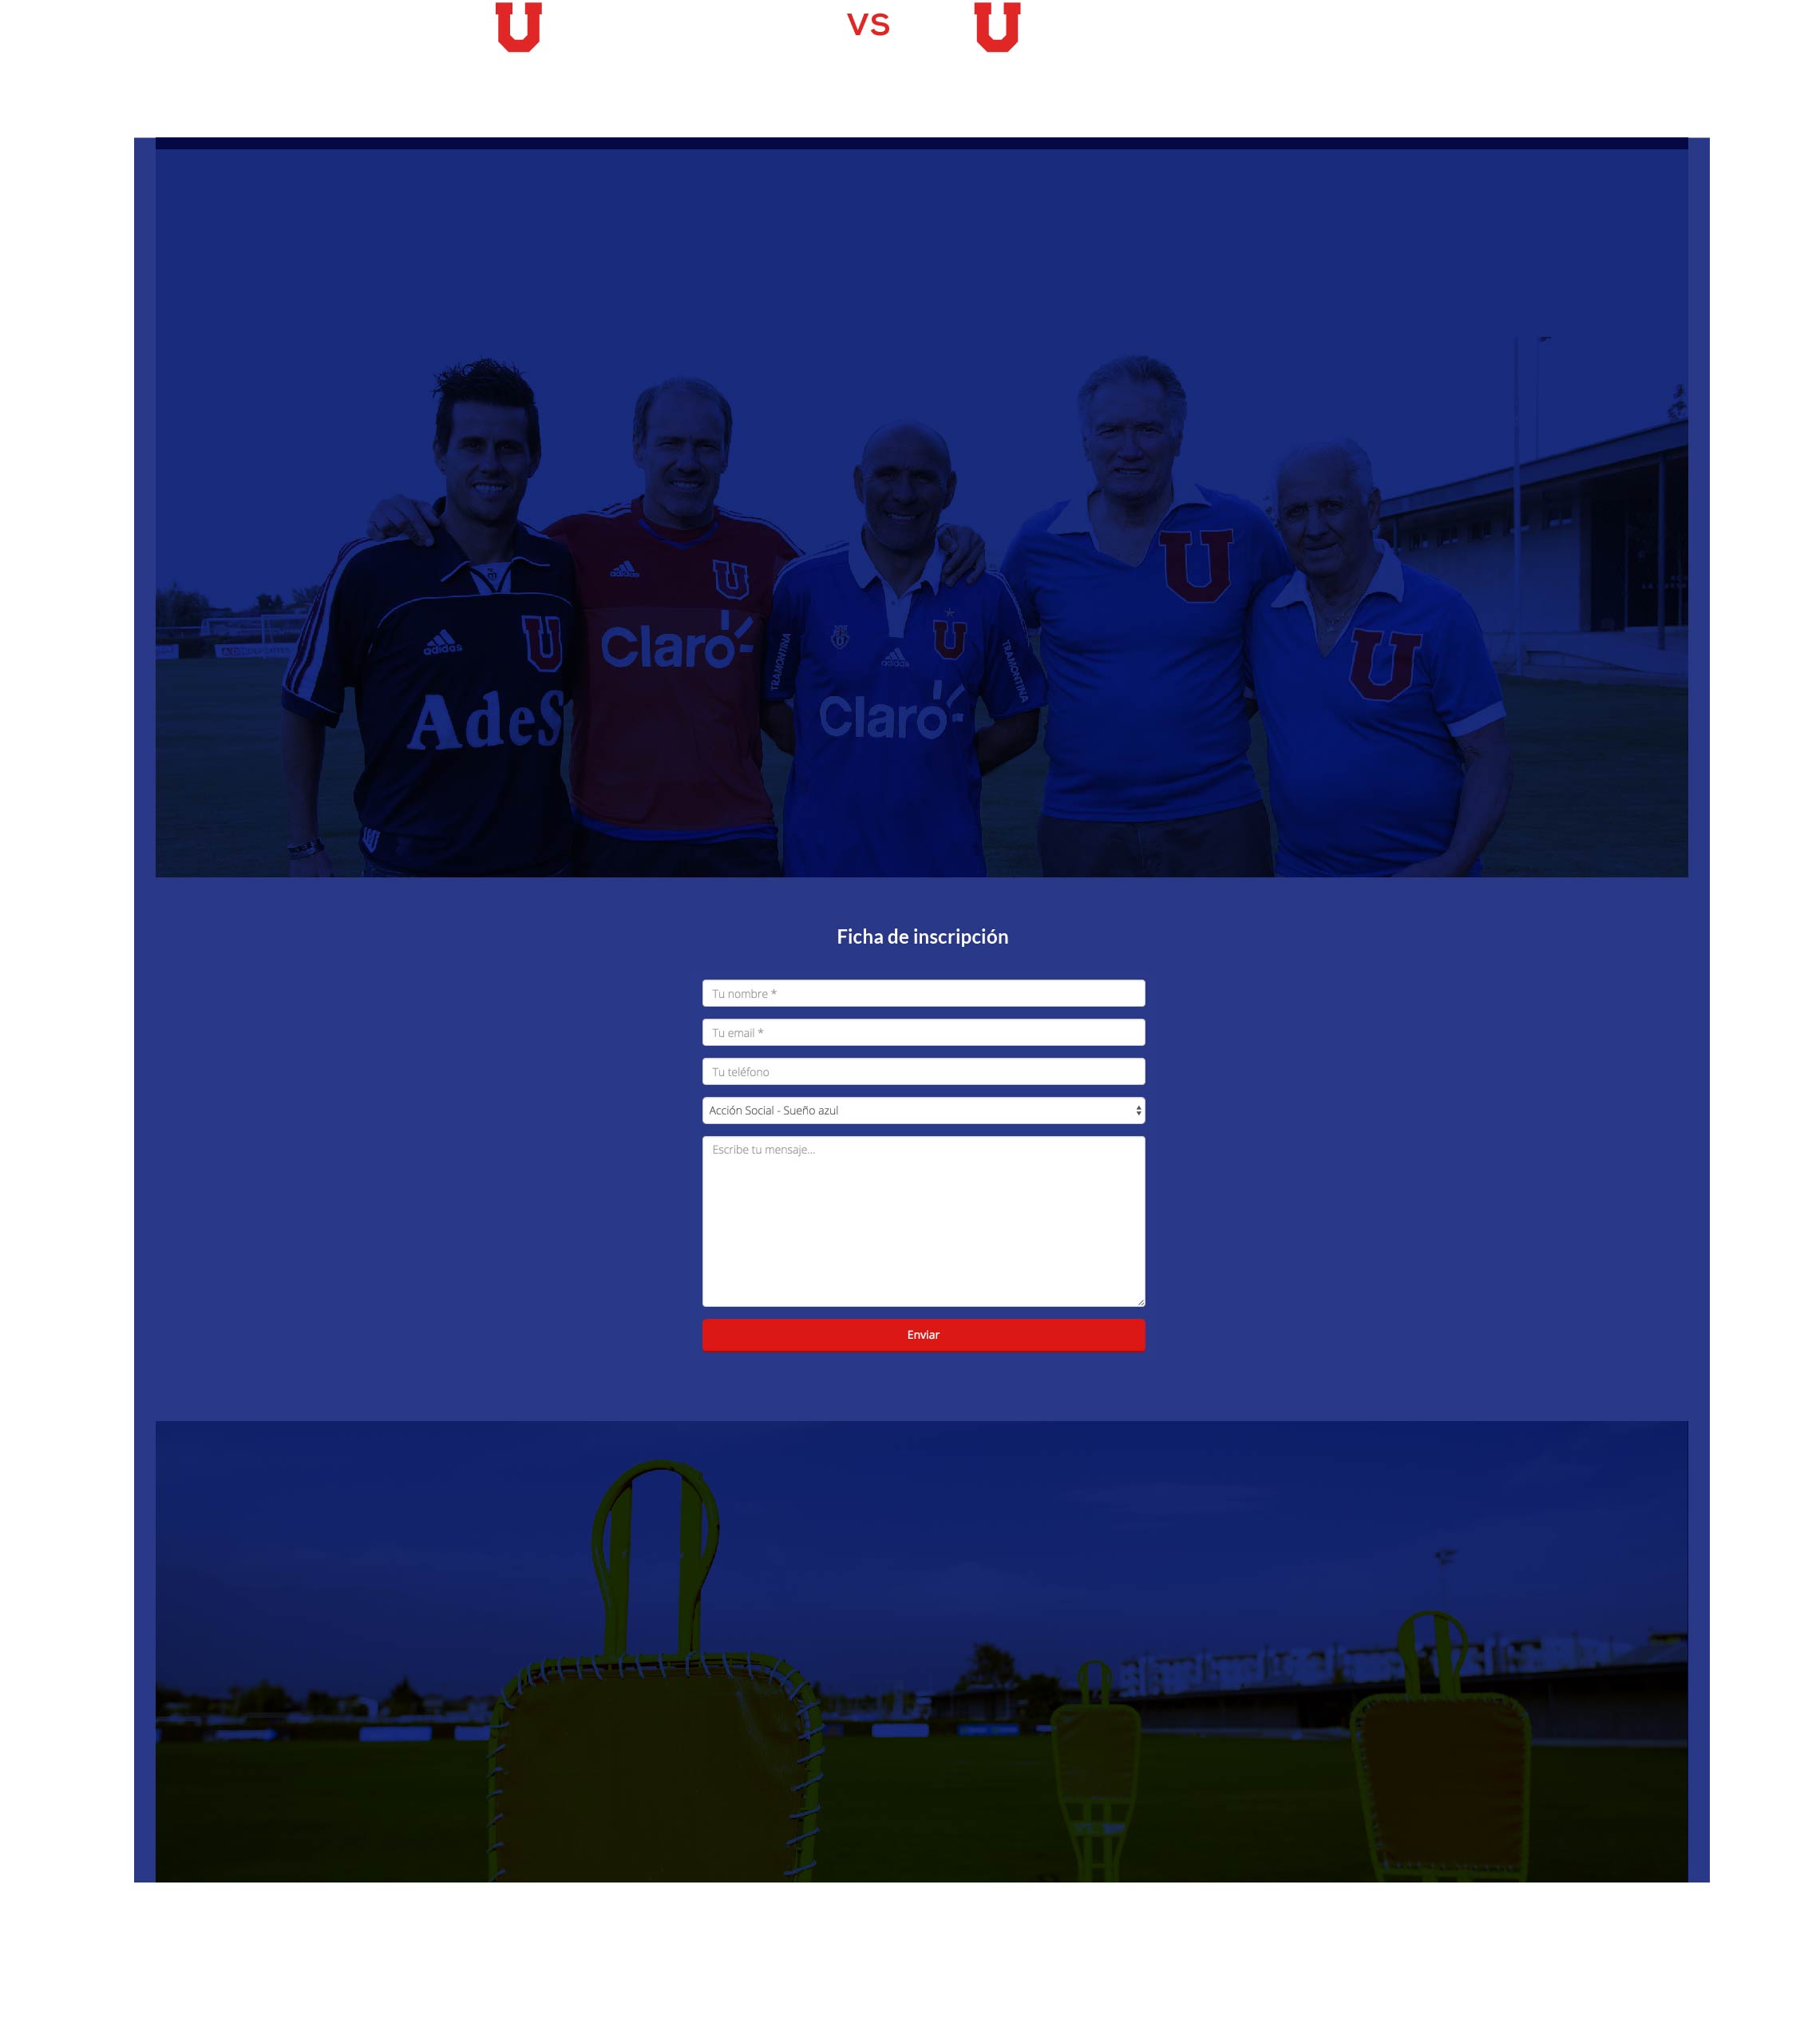 U VS U
adidas
U
AdeS
adidas
U
Claro
TRAMONTINA
adidas
U
Claro
TRAMONTINA
U
U
Ficha de inscripción
Tu nombre *
Tu email *
Tu teléfono
Acción Social - Sueño azul
Escribe tu mensaje...
Enviar